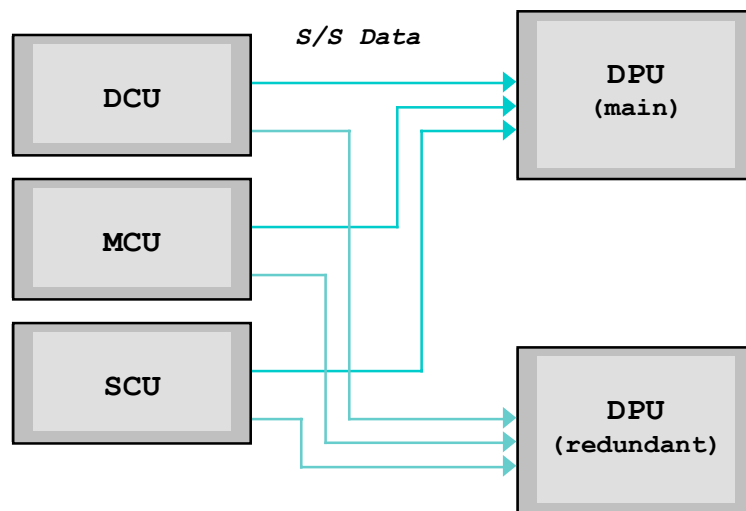 S/S Data
DCU
DPU
(main)
MCU
SCU
DPU
(redundant)